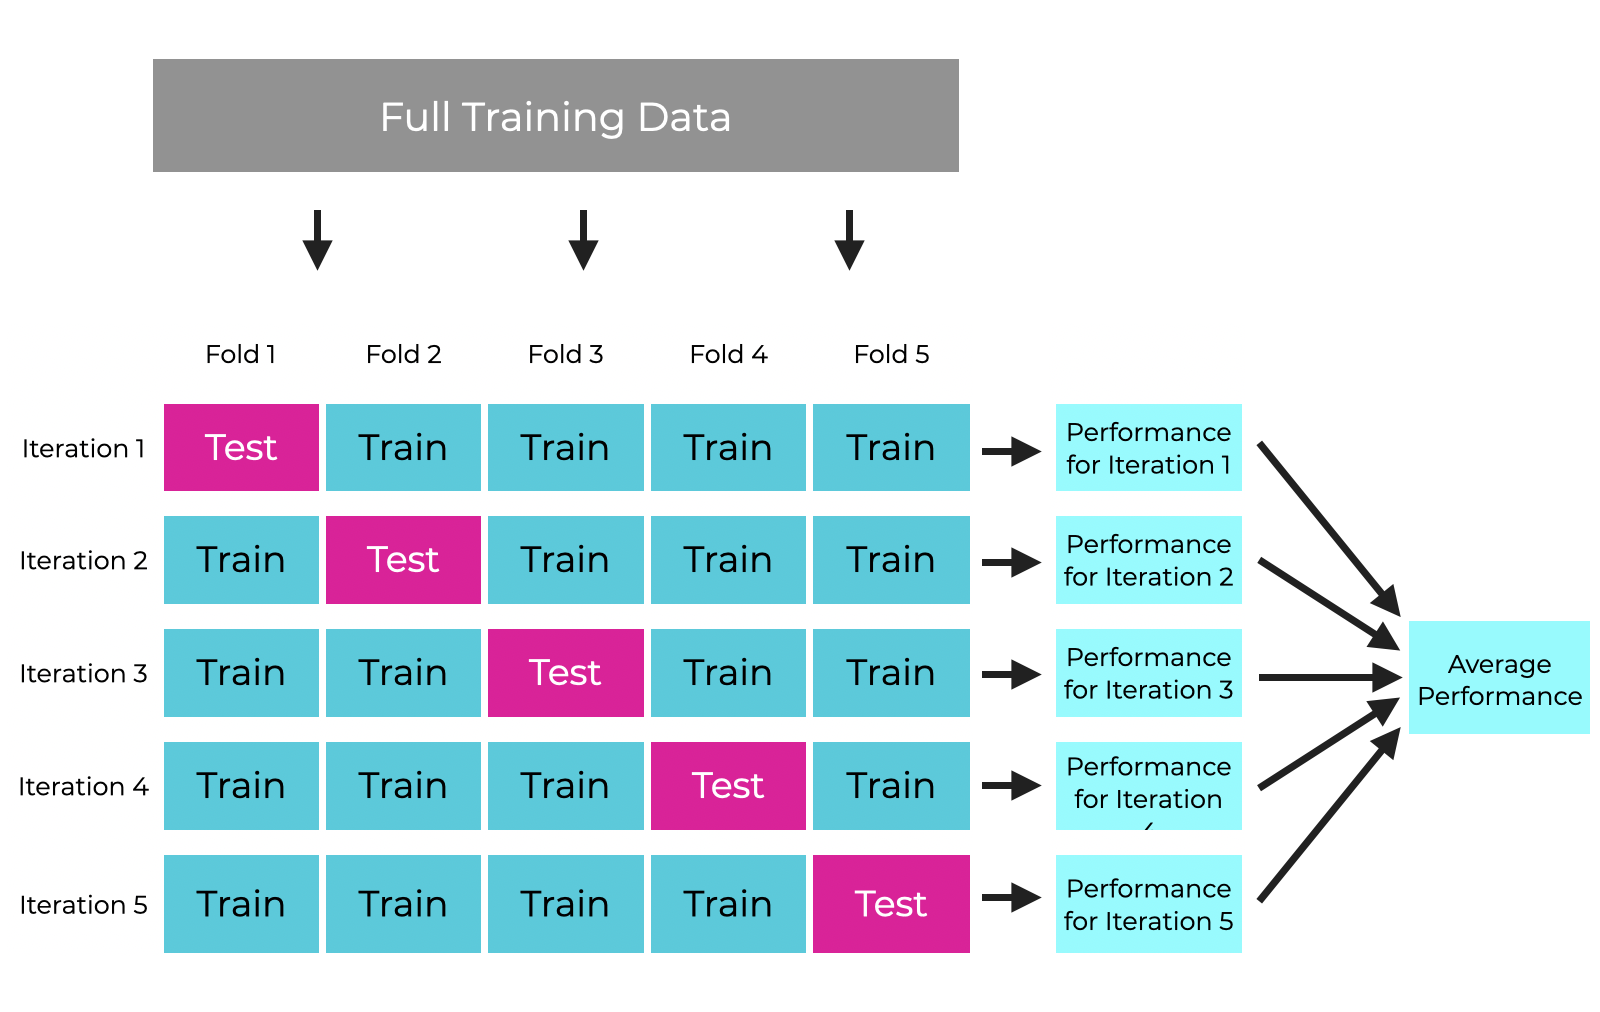 Full Training Data
Fold 1 Fold 2 Fold 3 Fold 4 Fold 5
Iteration 1 Test Train Train Train Train Performance
for Iteration 1
Iteration 2 Train Test Train Train Train Performance
for Iteration 2
Iteration 3 Train Train Test Train Train Performance
for Iteration 3
Average
Performance
Iteration 4 Train Train Train Test Train Performance
for Iteration
Iteration 5 Train Train Train Train Test Performance
for Iteration 5